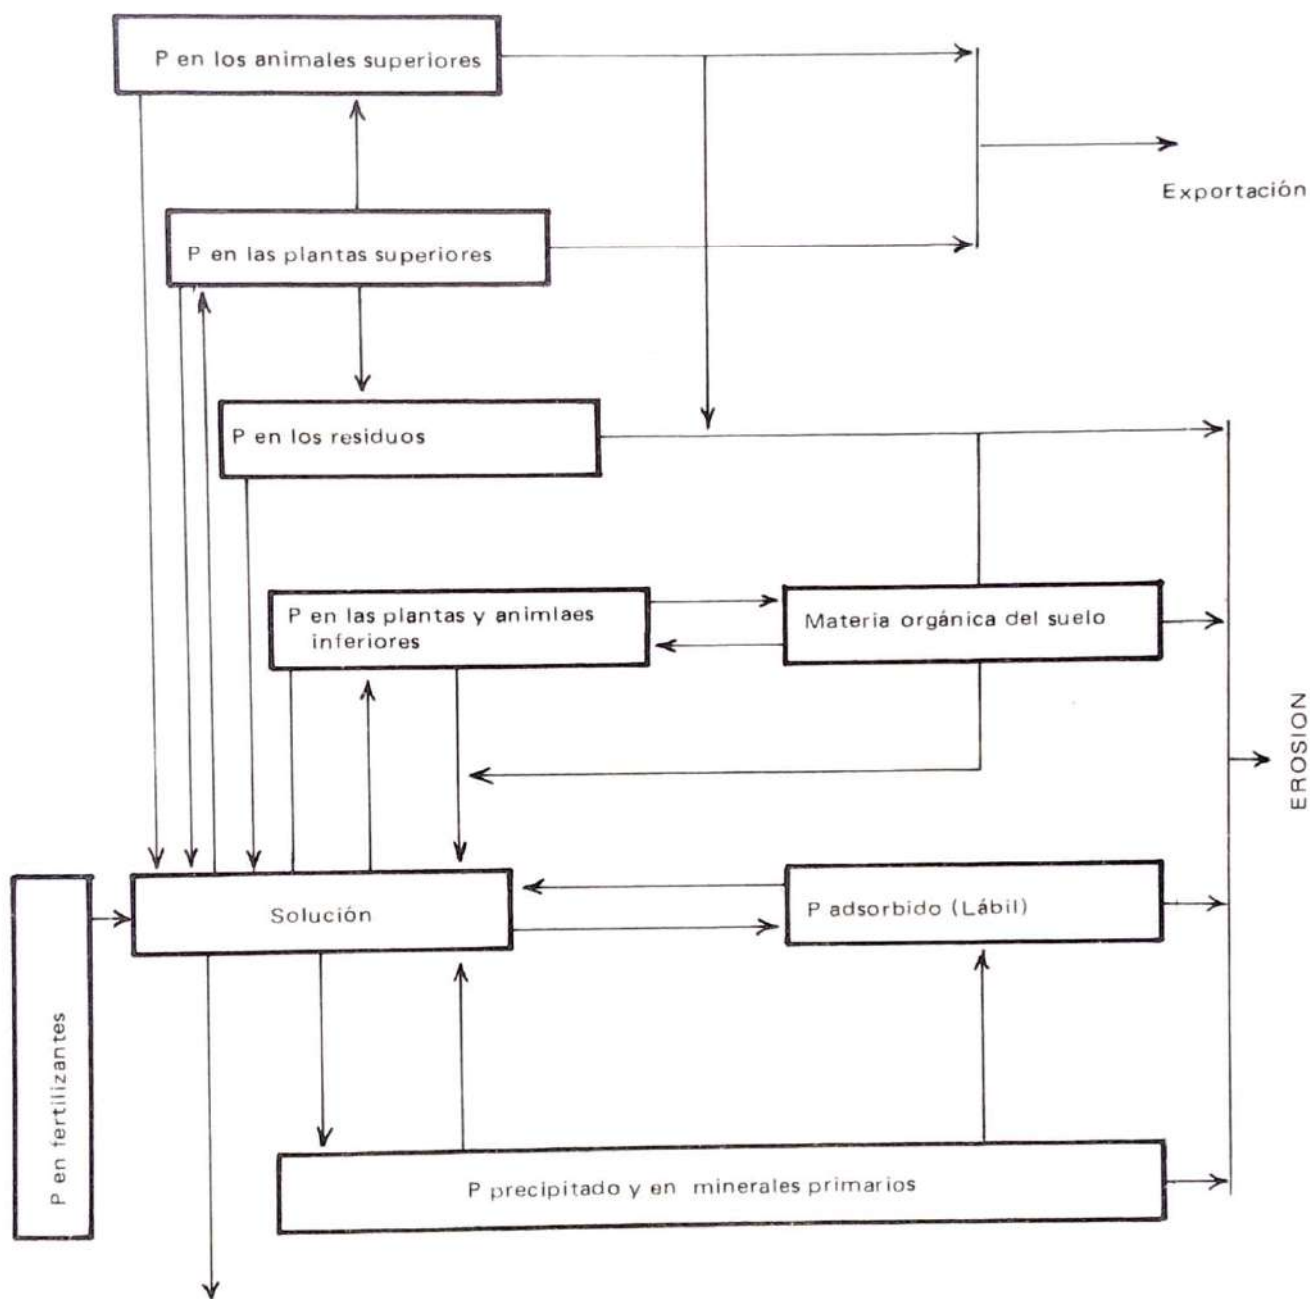 P en los animales superiores
Exportación
P en las plantas superiores
P en los residuos
P en las plantas y animlaes
inferiores
Materia orgánica del suelo
EROSION
Solución
P adsorbido (Lábil)
P en fertilizantes
P precipitado y en minerales primarios